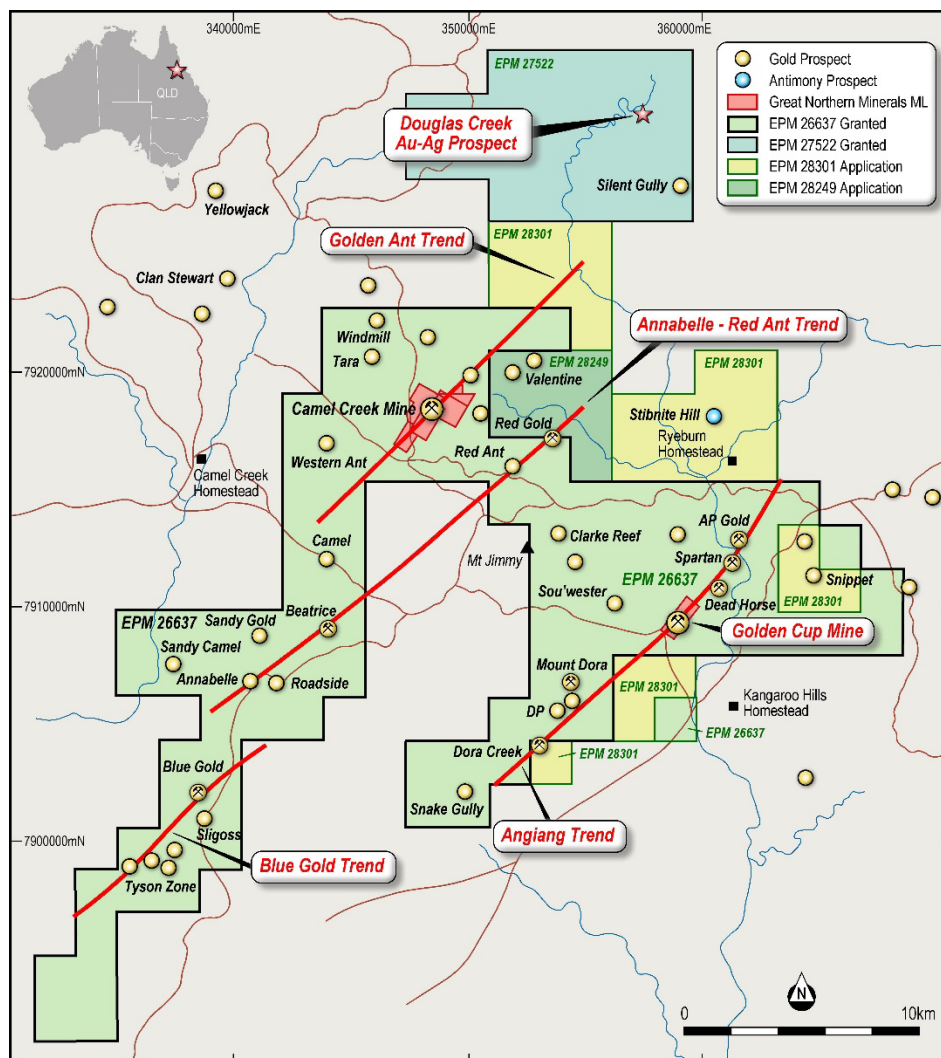 340000mE
350000mE
360000mE
QLD
EPM 27522
Gold Prospect
Antimony Prospect
Great Northern Minerals ML
EPM 26637 Granted
EPM 27522 Granted
EPM 28301 Application
EPM 28249 Application
Douglas Creek
Au-Ag Prospect
Silent Gully
Yellowjack
EPM 28301
Golden Ant Trend
Clan Stewart
Annabelle - Red Ant Trend
Windmill
Tara
EPM 28249
EPM 28301
7920000mN
Valentine
Camel Creek Mine
Stibnite Hill
Red Gold
Ryeburn
Homestead
Western Ant
Red Ant
Camel Creek
Homestead
AP Gold
Clarke Reef
Camel
Mt Jimmy
Spartan
Sou'wester
EPM 26637
Snippet
7910000mN
Dead Horse
EPM 28301
Beatrice
EPM 26637
Sandy Gold
Golden Cup Mine
Sandy Camel
Mount Dora
Annabelle
Roadside
EPM 28301
DP
Kangaroo Hills
Homestead
EPM 26637
Dora Creek
EPM 28301
Blue Gold
Snake Gully
Sligoss
7900000mN
Angiang Trend
Blue Gold Trend
Tyson Zone
N
0
10km